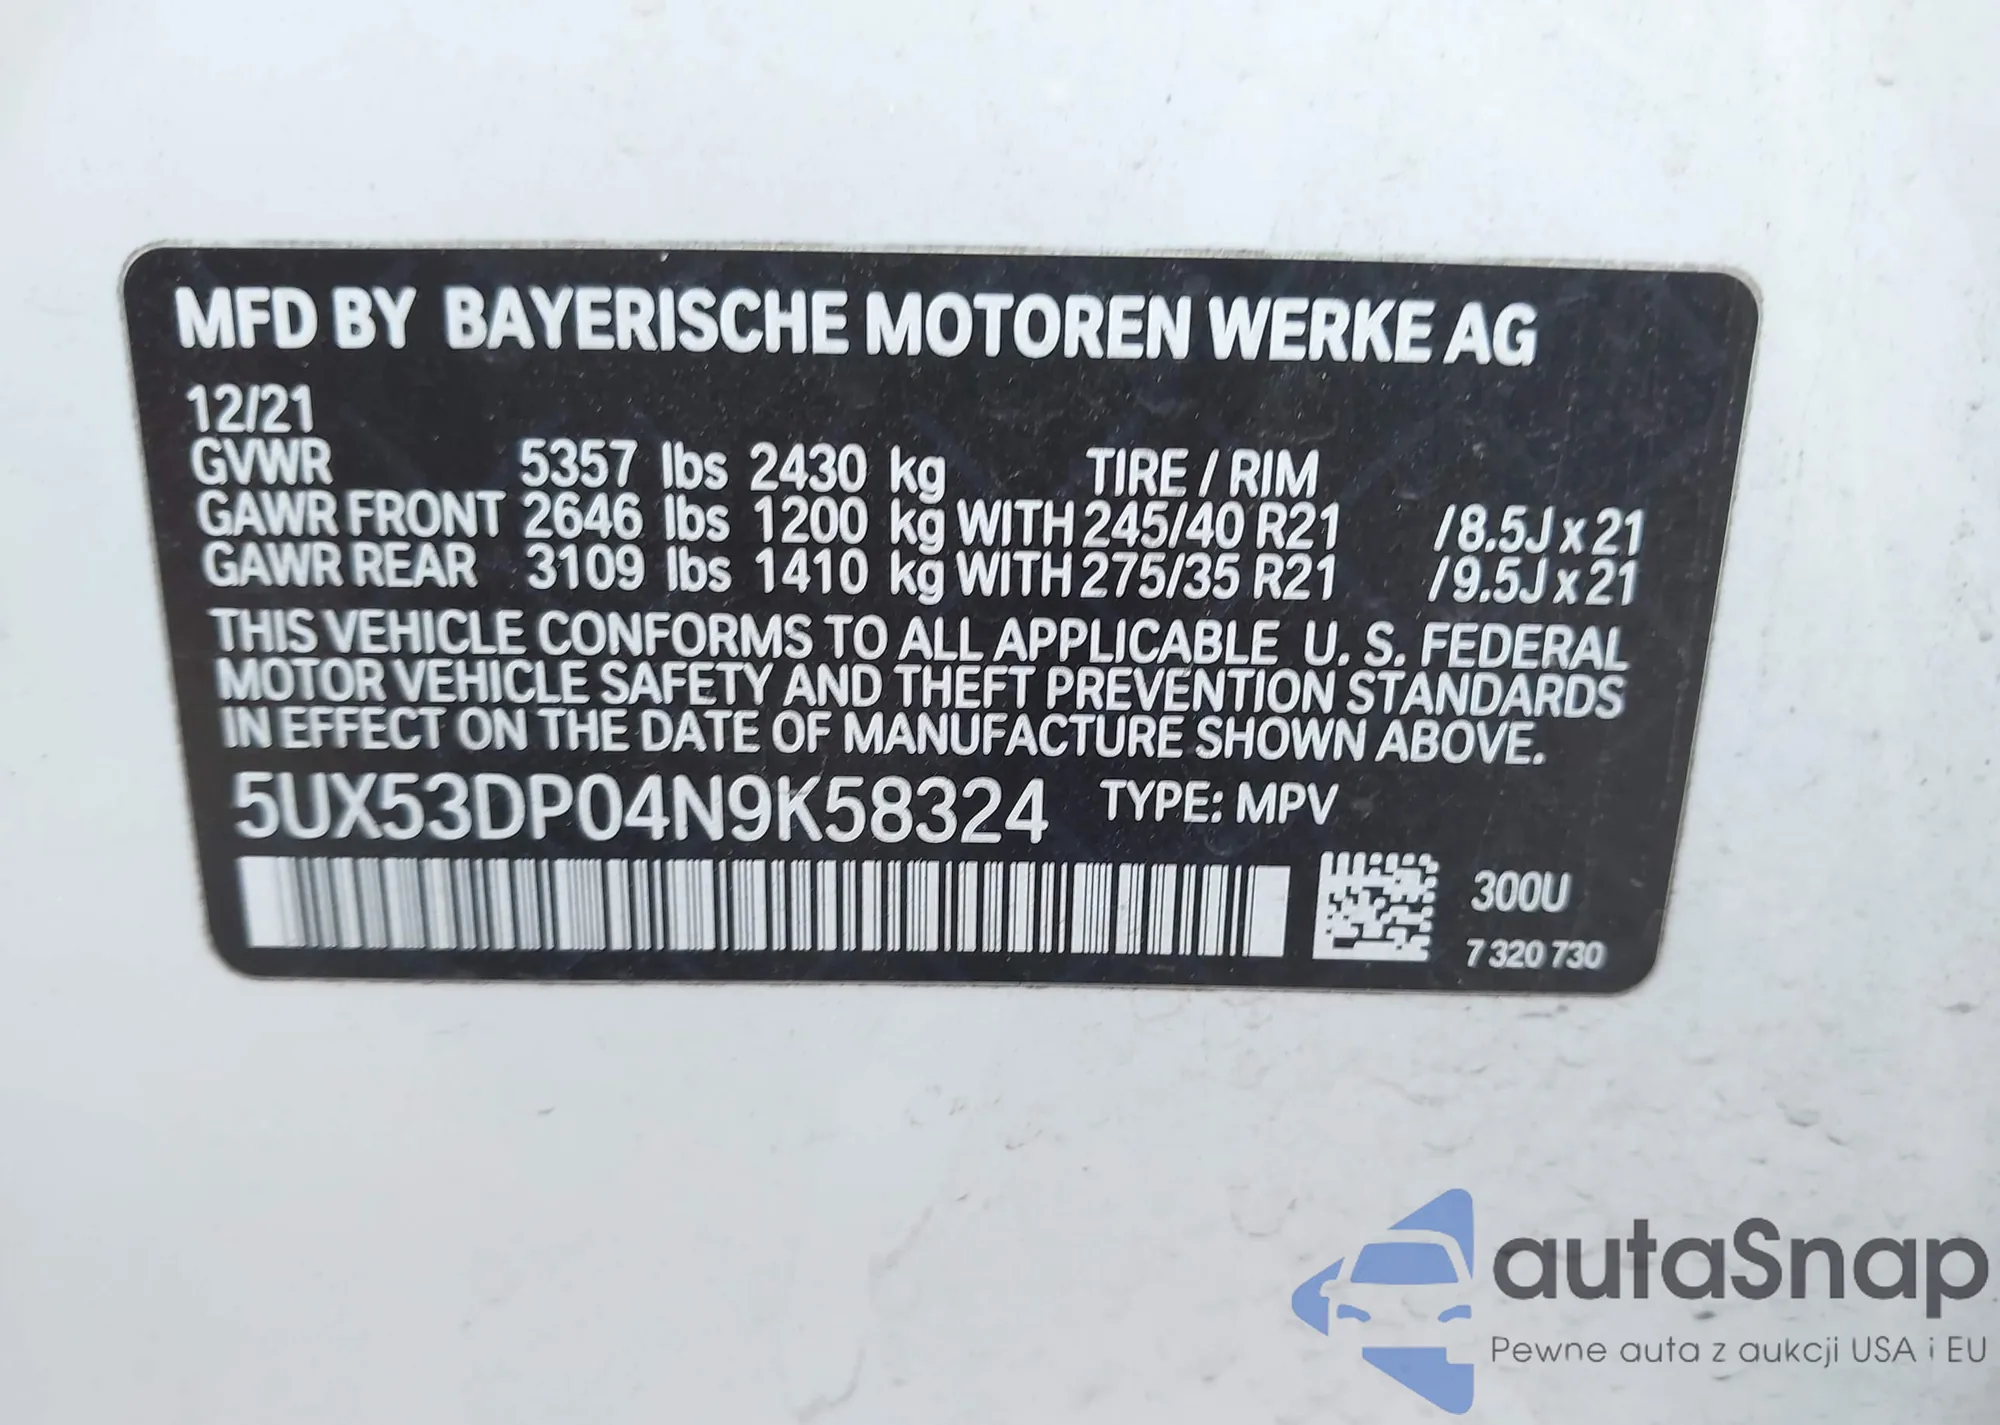 MFD BY BAYERISCHE MOTOREN WERKE AG
12/21
GVWR 5357 lbs 2430 kg TIRE / RIM
GAWR FRONT 2646 lbs 1200 kg WITH 245/40 R21 /8.5J x 21
GAWR REAR 3109 lbs 1410 kg WITH 275/35 R21 /9.5J x 21
THIS VEHICLE CONFORMS TO ALL APPLICABLE U. S. FEDERAL
MOTOR VEHICLE SAFETY AND THEFT PREVENTION STANDARDS
IN EFFECT ON THE DATE OF MANUFACTURE SHOWN ABOVE.
5UX53DP04N9K58324 TYPE: MPV
300U
7 320 730
autaSnap
Pewne auta z aukcji USA i EU